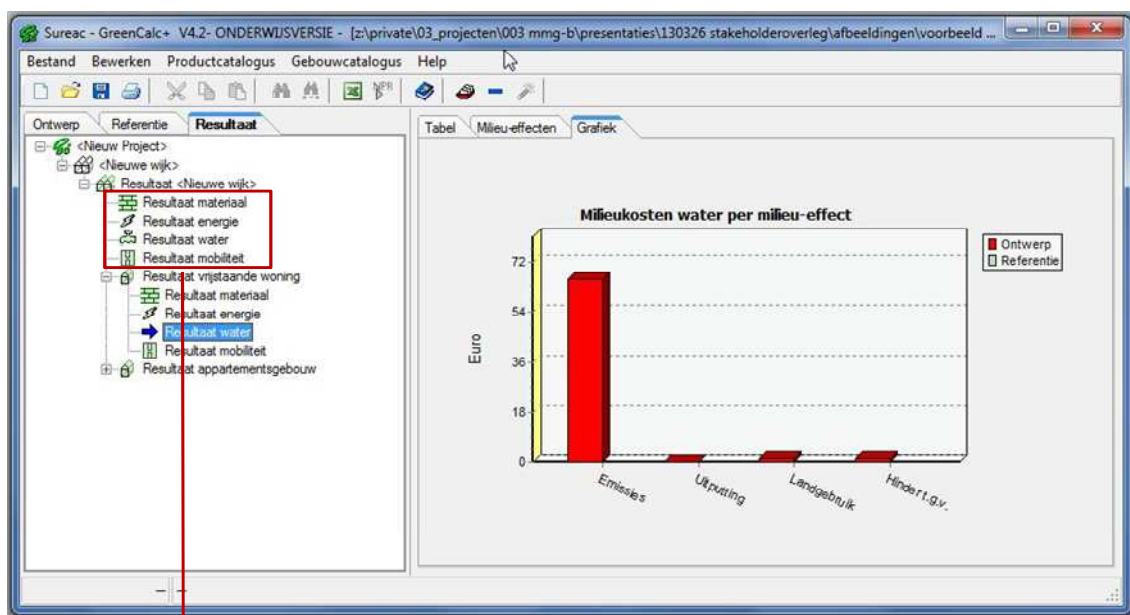 Sureac - GreenCalc+ V4.2- ONDERWIJSVERSIE - [z:\private\03_projecten\003 mmg-b\presentaties\130326 stakeholderoverleg\afbeeldingen\voorbeeld ...
Bestand Bewerken Productcatalogus Gebouwcatalogus Help
Ontwerp Referentie Resultaat
<Nieuw Project>
<Nieuwe wijk>
Resultaat <Nieuwe wijk>
Resultaat materiaal
Resultaat energie
Resultaat water
Resultaat mobiliteit
Resultaat vrijstaande woning
Resultaat materiaal
Resultaat energie
Resultaat water
Resultaat mobiliteit
Resultaat appartementsgebouw
Tabel Milieu-effecten Grafiek
Milieukosten water per milieu-effect
Ontwerp
Referentie
Euro
72
54
36
18
0
Emissies Uitputting Landgebruik Hinder t.g.v.